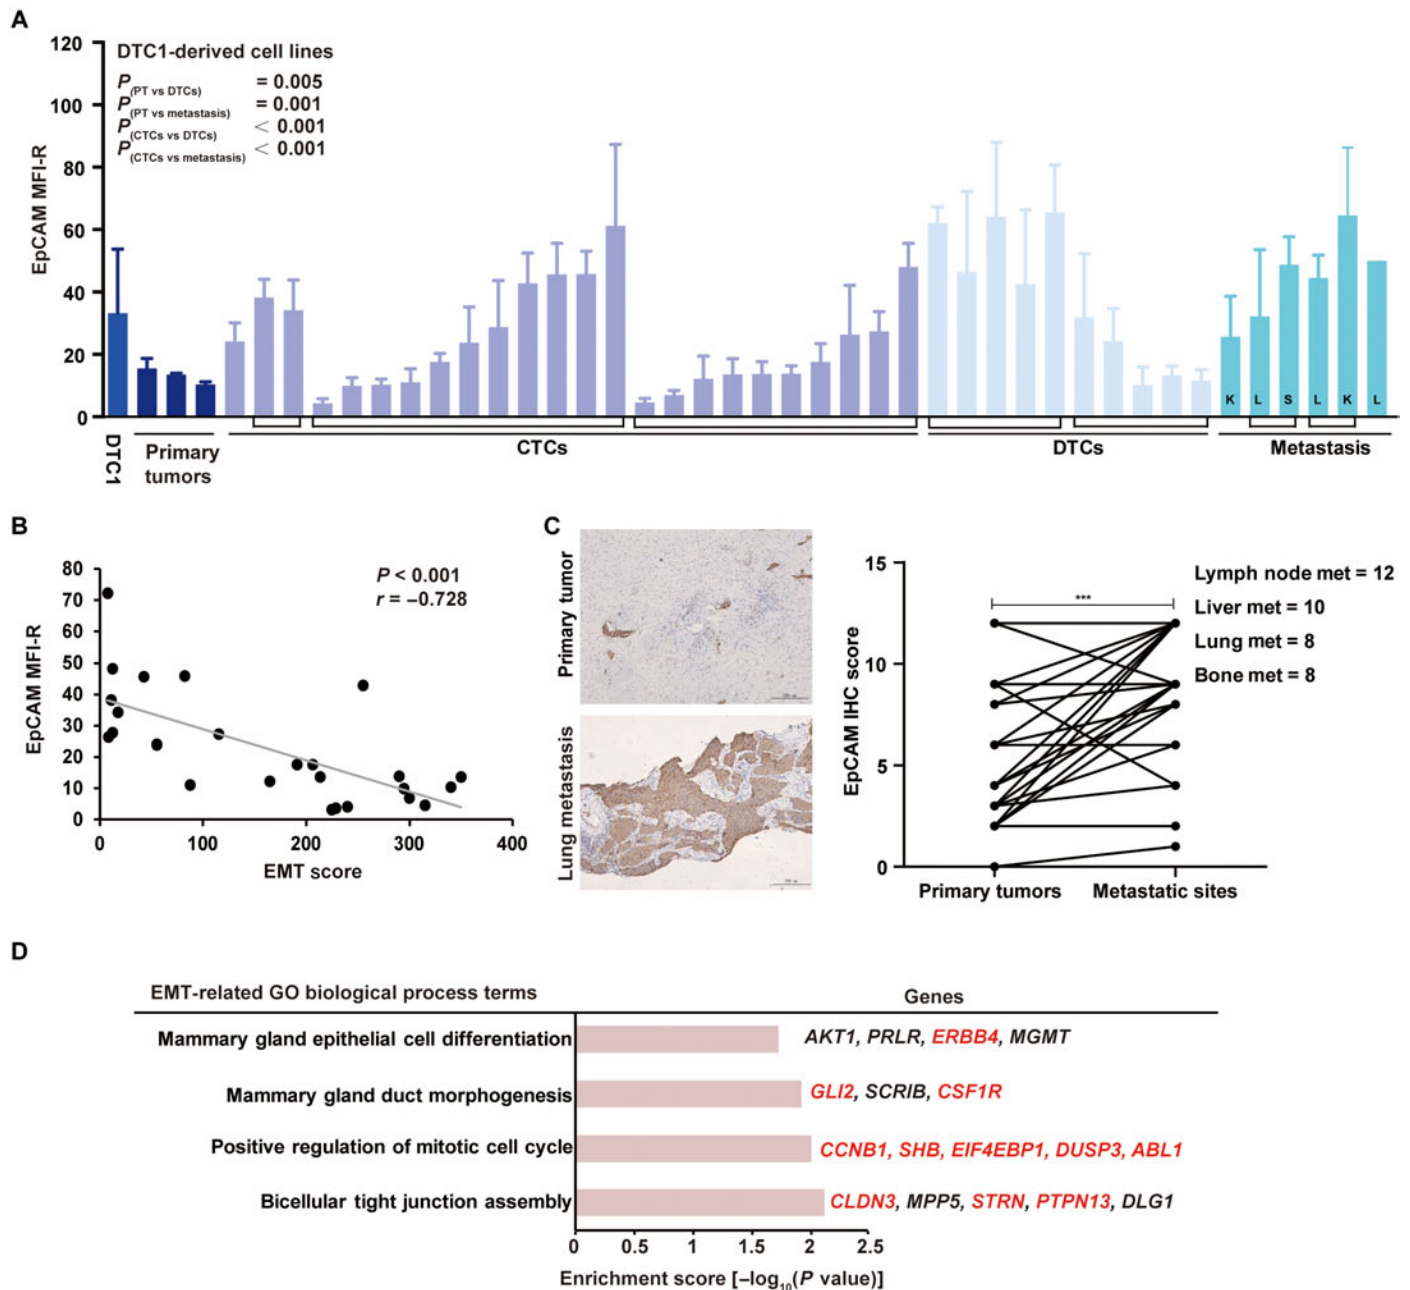 A
DTC1-derived cell lines
P(PT vs DTCs) = 0.005
P(PT vs metastasis) = 0.001
P(CTCs vs DTCs) < 0.001
P(CTCs vs metastasis) < 0.001
EpCAM MFI-R
120
100
80
60
40
20
0
K L S L K L
DTC1
Primary tumors
CTCs
DTCs
Metastasis
B
EpCAM MFI-R
80
70
60
50
40
30
20
10
0
P < 0.001
r = −0.728
0 100 200 300 400
EMT score
C
Primary tumor
Lung metastasis
EpCAM IHC score
15
10
5
0
***
Lymph node met = 12
Liver met = 10
Lung met = 8
Bone met = 8
Primary tumors Metastatic sites
D
EMT-related GO biological process terms Genes
Mammary gland epithelial cell differentiation AKT1, PRLR, ERBB4, MGMT
Mammary gland duct morphogenesis GLI2, SCRIB, CSF1R
Positive regulation of mitotic cell cycle CCNB1, SHB, EIF4EBP1, DUSP3, ABL1
Bicellular tight junction assembly CLDN3, MPP5, STRN, PTPN13, DLG1
0 0.5 1 1.5 2 2.5
Enrichment score [−log10(P value)]